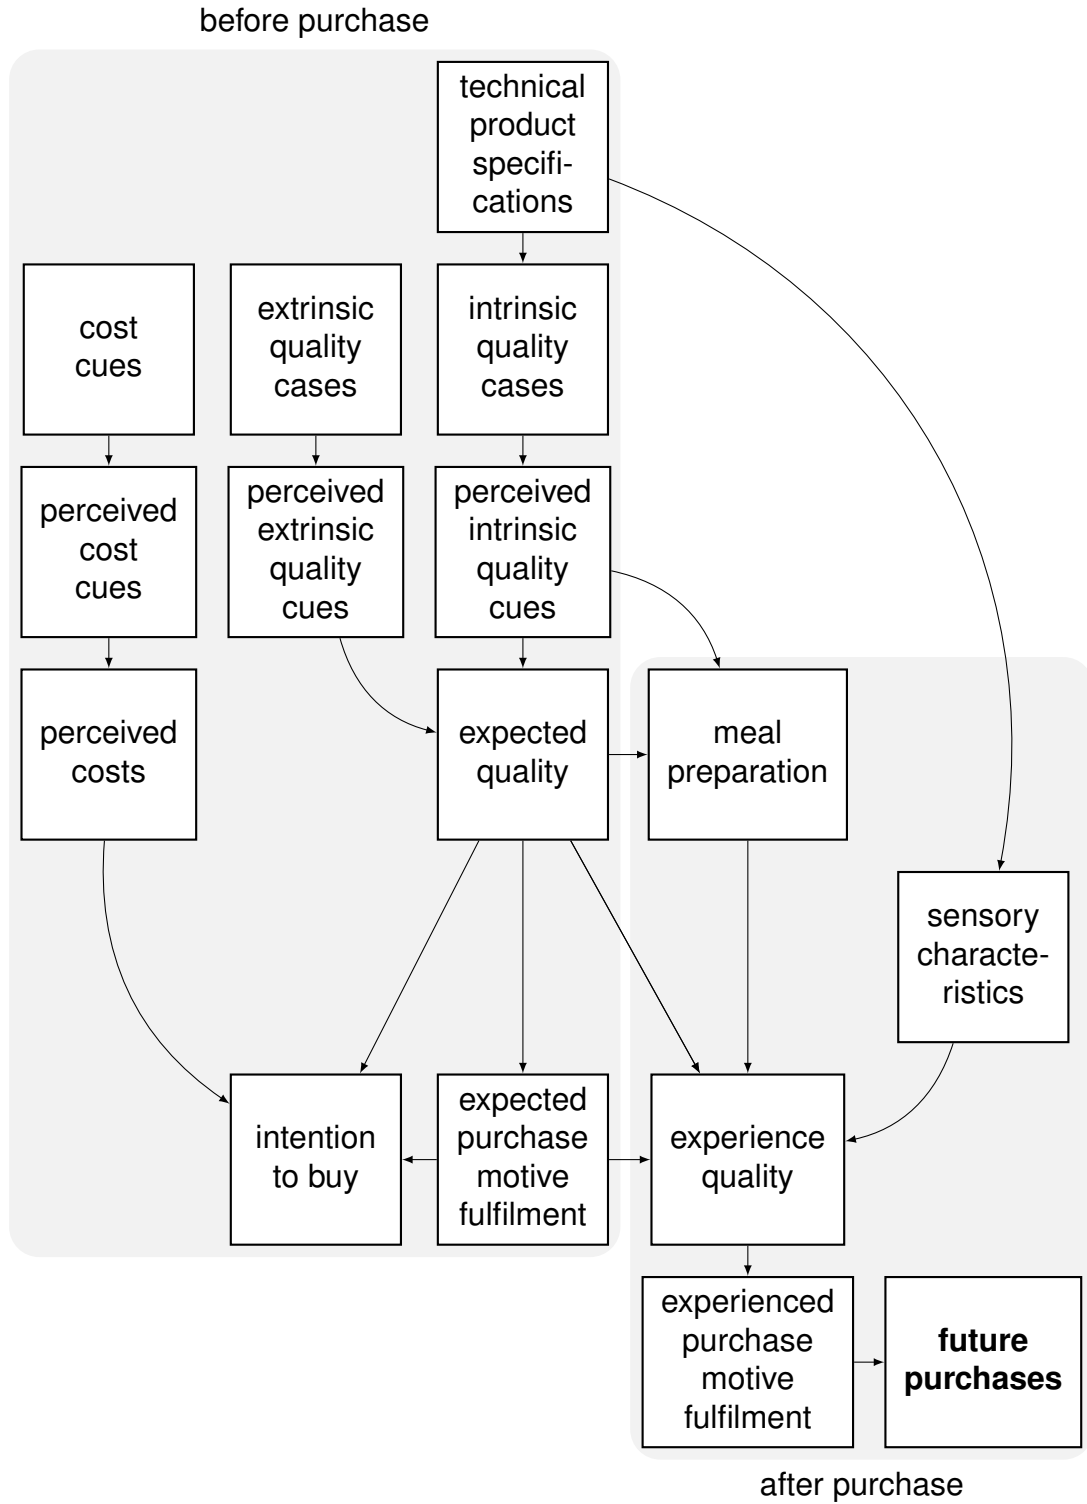 before purchase
technical
product
specifi-
cations
cost
cues
extrinsic
quality
cases
intrinsic
quality
cases
perceived
cost
cues
perceived
extrinsic
quality
cues
perceived
intrinsic
quality
cues
perceived
costs
expected
quality
meal
preparation
sensory
characte-
ristics
intention
to buy
expected
purchase
motive
fulfilment
experience
quality
experienced
purchase
motive
fulfilment
future
purchases
after purchase